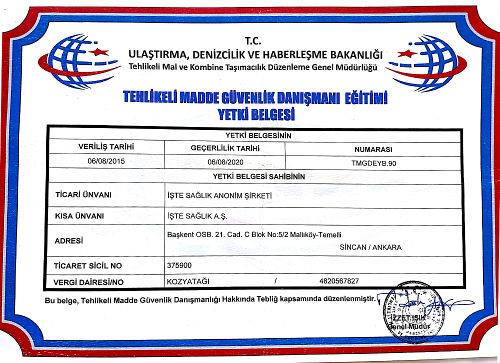 T.C.
ULAŞTIRMA, DENİZCİLİK VE HABERLEŞME BAKANLIĞI
Tehlikeli Mal ve Kombine Taşımacılık Düzenleme Genel Müdürlüğü
TEHLİKELİ MADDE GÜVENLİK DANIŞMANI EĞİTİMİ
YETKİ BELGESİ
YETKİ BELGESİNİN
VERİLİŞ TARİHİ GEÇERLİLİK TARİHİ NUMARASI
06/08/2015 06/08/2020 TMGDEYB.90
YETKİ BELGESİ SAHİBİNİN
TİCARİ ÜNVANI İŞTE SAĞLIK ANONİM ŞİRKETİ
KISA ÜNVANI İŞTE SAĞLIK A.Ş.
ADRESİ Başkent OSB. 21. Cad. C Blok No:5/2 Malıköy-Temelli
SİNCAN / ANKARA
TİCARET SİCİL NO 375900
VERGİ DAİRESİ/NO KOZYATAĞI / 4820567827
Bu belge, Tehlikeli Madde Güvenlik Danışmanlığı Hakkında Tebliğ kapsamında düzenlenmiştir.
İZZET IŞIK
Genel Müdür